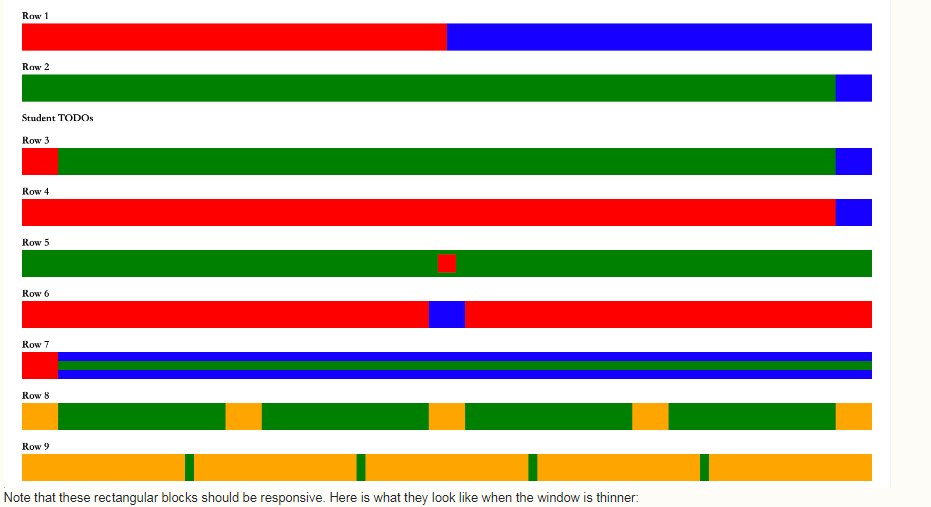 Row 1
Row 2
Student TODOs
Row 3
Row 4
Row 5
Row 6
Row 7
Row 8
Row 9
Note that these rectangular blocks should be responsive. Here is what they look like when the window is thinner: